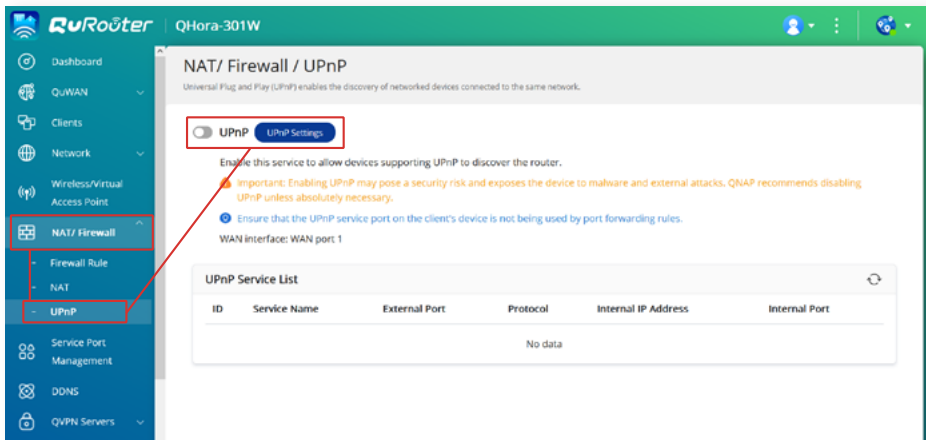 QuRouter QHora-301W
Dashboard
QuWAN
Clients
Network
Wireless/Virtual
Access Point
NAT/ Firewall
Firewall Rule
NAT
UPnP
Service Port
Management
DDNS
QVPN Servers
NAT/ Firewall / UPnP
Universal Plug and Play (UPnP) enables the discovery of networked devices connected to the same network.
UPnP UPnP Settings
Enable this service to allow devices supporting UPnP to discover the router.
Important: Enabling UPnP may pose a security risk and exposes the device to malware and external attacks. QNAP recommends disabling
UPnP unless absolutely necessary.
Ensure that the UPnP service port on the client's device is not being used by port forwarding rules.
WAN interface: WAN port 1
UPnP Service List
ID Service Name External Port Protocol Internal IP Address Internal Port
No data